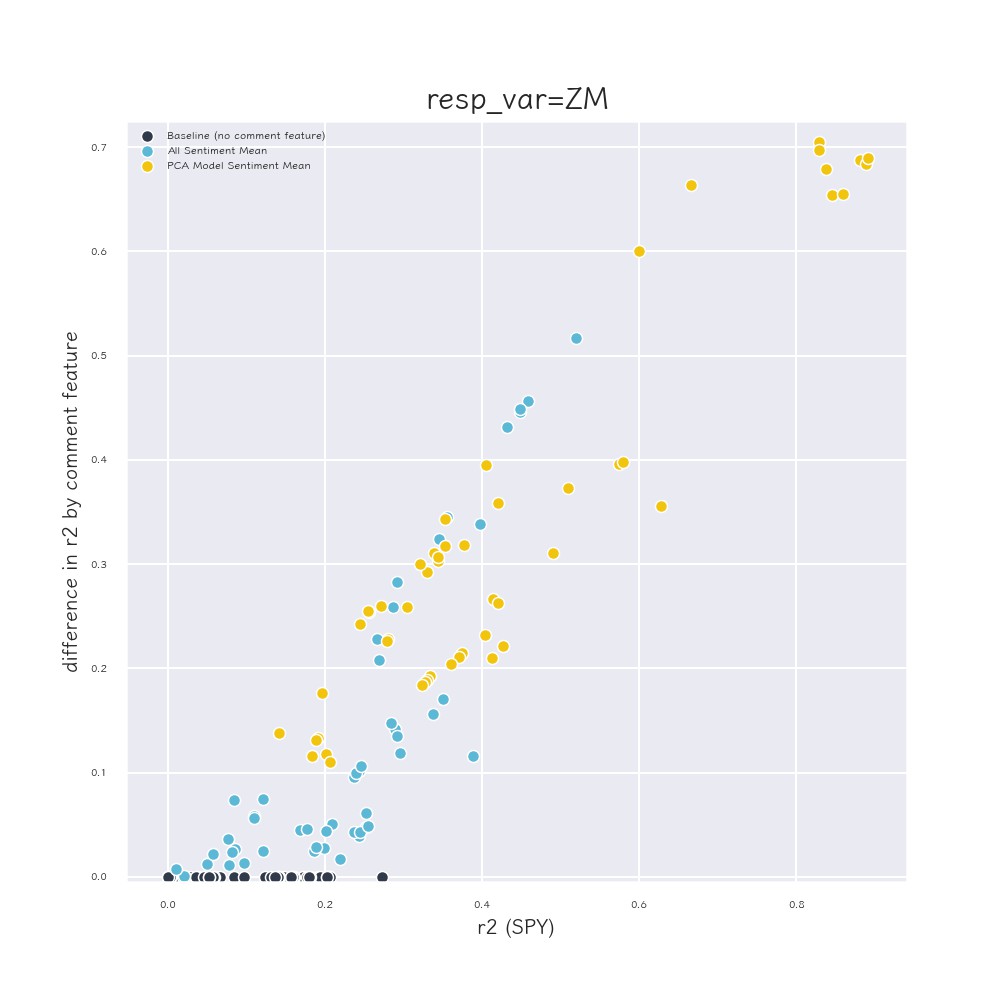 resp_var=ZM
Baseline (no comment feature)
All Sentiment Mean
PCA Model Sentiment Mean
difference in r2 by comment feature
0.7
0.6
0.5
0.4
0.3
0.2
0.1
0.0
0.0 0.2 0.4 0.6 0.8
r2 (SPY)